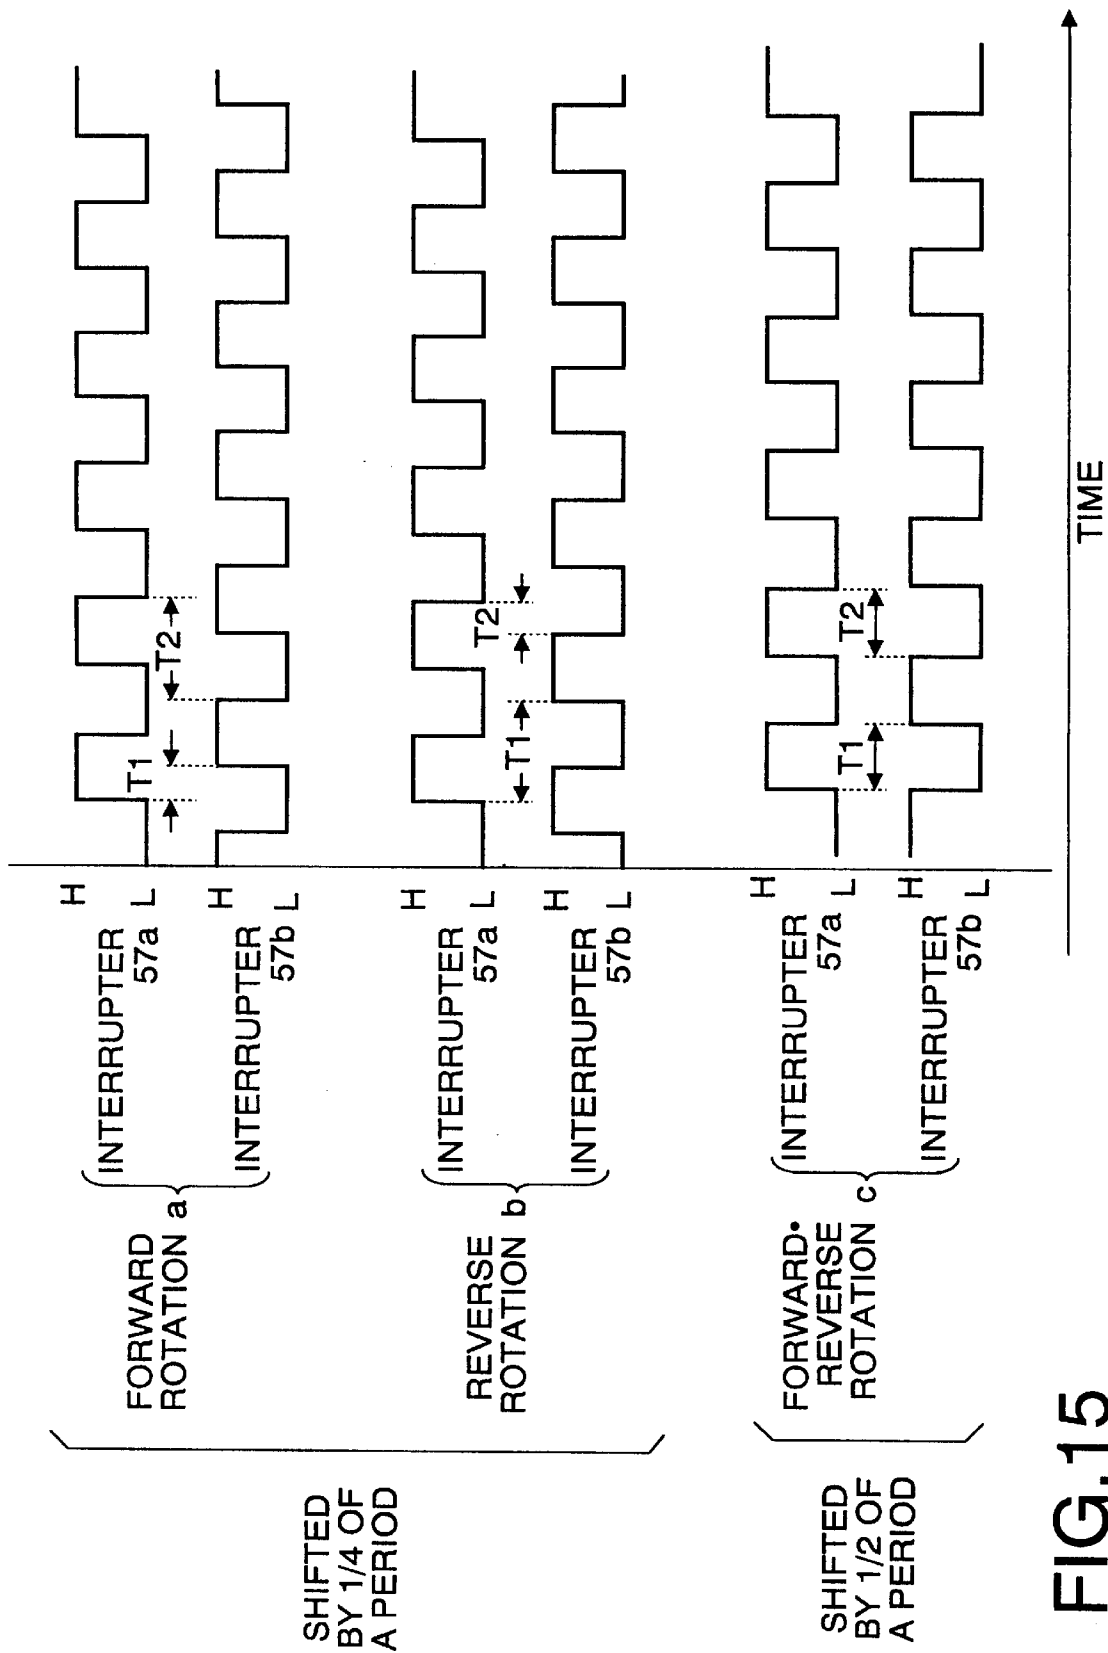 SHIFTED
BY 1/4 OF
A PERIOD
FORWARD
ROTATION a
INTERRUPTER
57a
H
L
INTERRUPTER
57b
H
L
T1
T2
REVERSE
ROTATION b
INTERRUPTER
57a
H
L
INTERRUPTER
57b
H
L
T1
T2
SHIFTED
BY 1/2 OF
A PERIOD
FORWARD•
REVERSE
ROTATION c
INTERRUPTER
57a
H
L
INTERRUPTER
57b
H
L
T1
T2
TIME
FIG.15